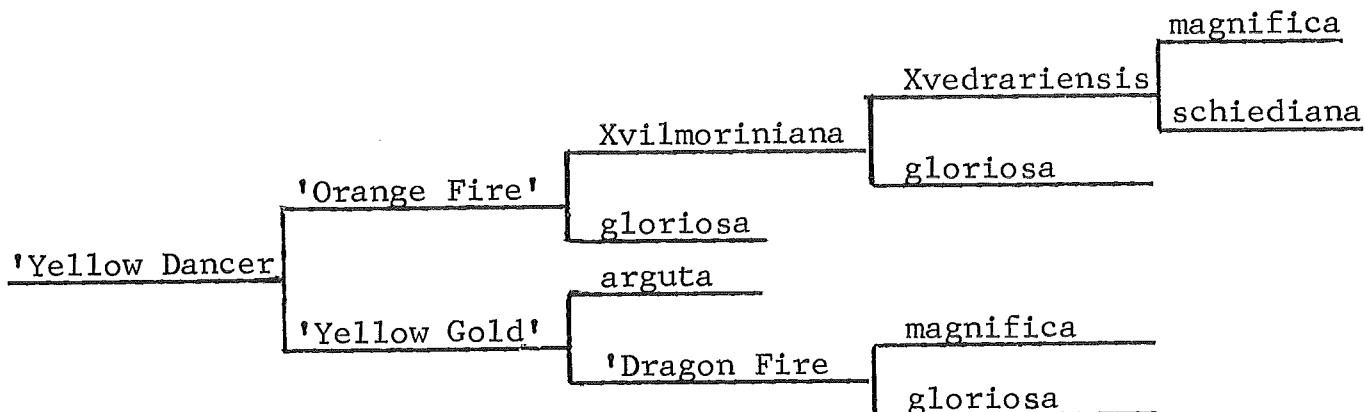 magnifica
Xvedrariensis
schiediana
Xvilmoriniana
gloriosa
'Orange Fire'
gloriosa
'Yellow Dancer
arguta
'Yellow Gold'
magnifica
'Dragon Fire
gloriosa